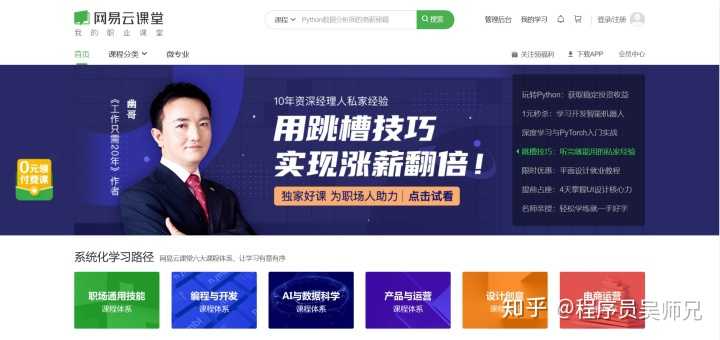 网易云课堂
我的职业课堂
课程 Python数据分析师的高薪秘籍 搜索
管理后台 我的学习 登录/注册
首页 课程分类 微专业
关注领福利 下载APP 会员中心
0元领
付费课
曲哥
《工作只需20年》作者
10年资深经理人私家经验
用跳槽技巧
实现涨薪翻倍!
独家好课 为职场人助力 | 点击试看
玩转Python:获取稳定投资收益
1元秒杀:学习开发智能机器人
深度学习与PyTorch入门实战
跳槽技巧:听完就能用的私家经验
限时优惠:平面设计就业教程
提前占座:4天掌握UI设计核心力
名师亲授:轻松学练就一手好字
系统化学习路径 网易云课堂六大课程体系,让学习有章有序
职场通用技能
课程体系
编程与开发
课程体系
AI与数据科学
课程体系
产品与运营
课程体系
设计创意
课程体系
电商运营
课程体系
知乎 @程序员吴师兄